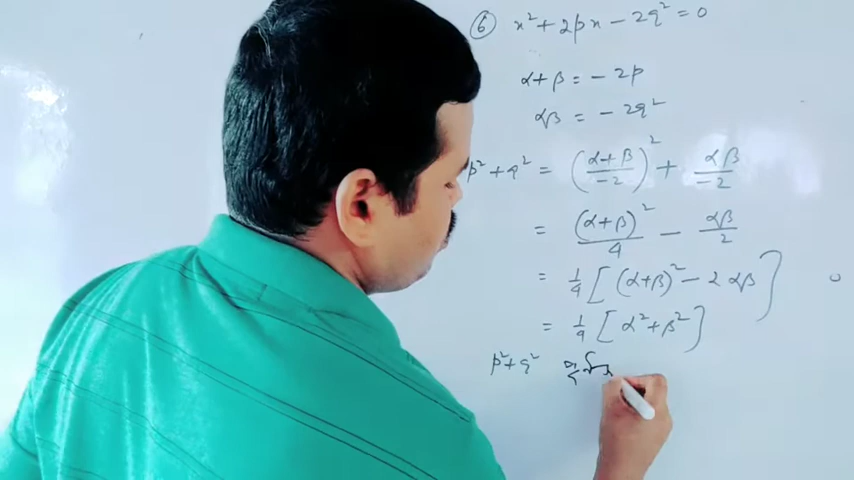 ⑥ x² + 2px - 2q² = 0
α+β = - 2p
αβ = - 2q²
p² + q² = (α+β/-2)² + αβ/-2
= (α+β)²/4 - αβ/2
= 1/4 [(α+β)² - 2αβ]
= 1/4 [α²+β²]
p²+q²